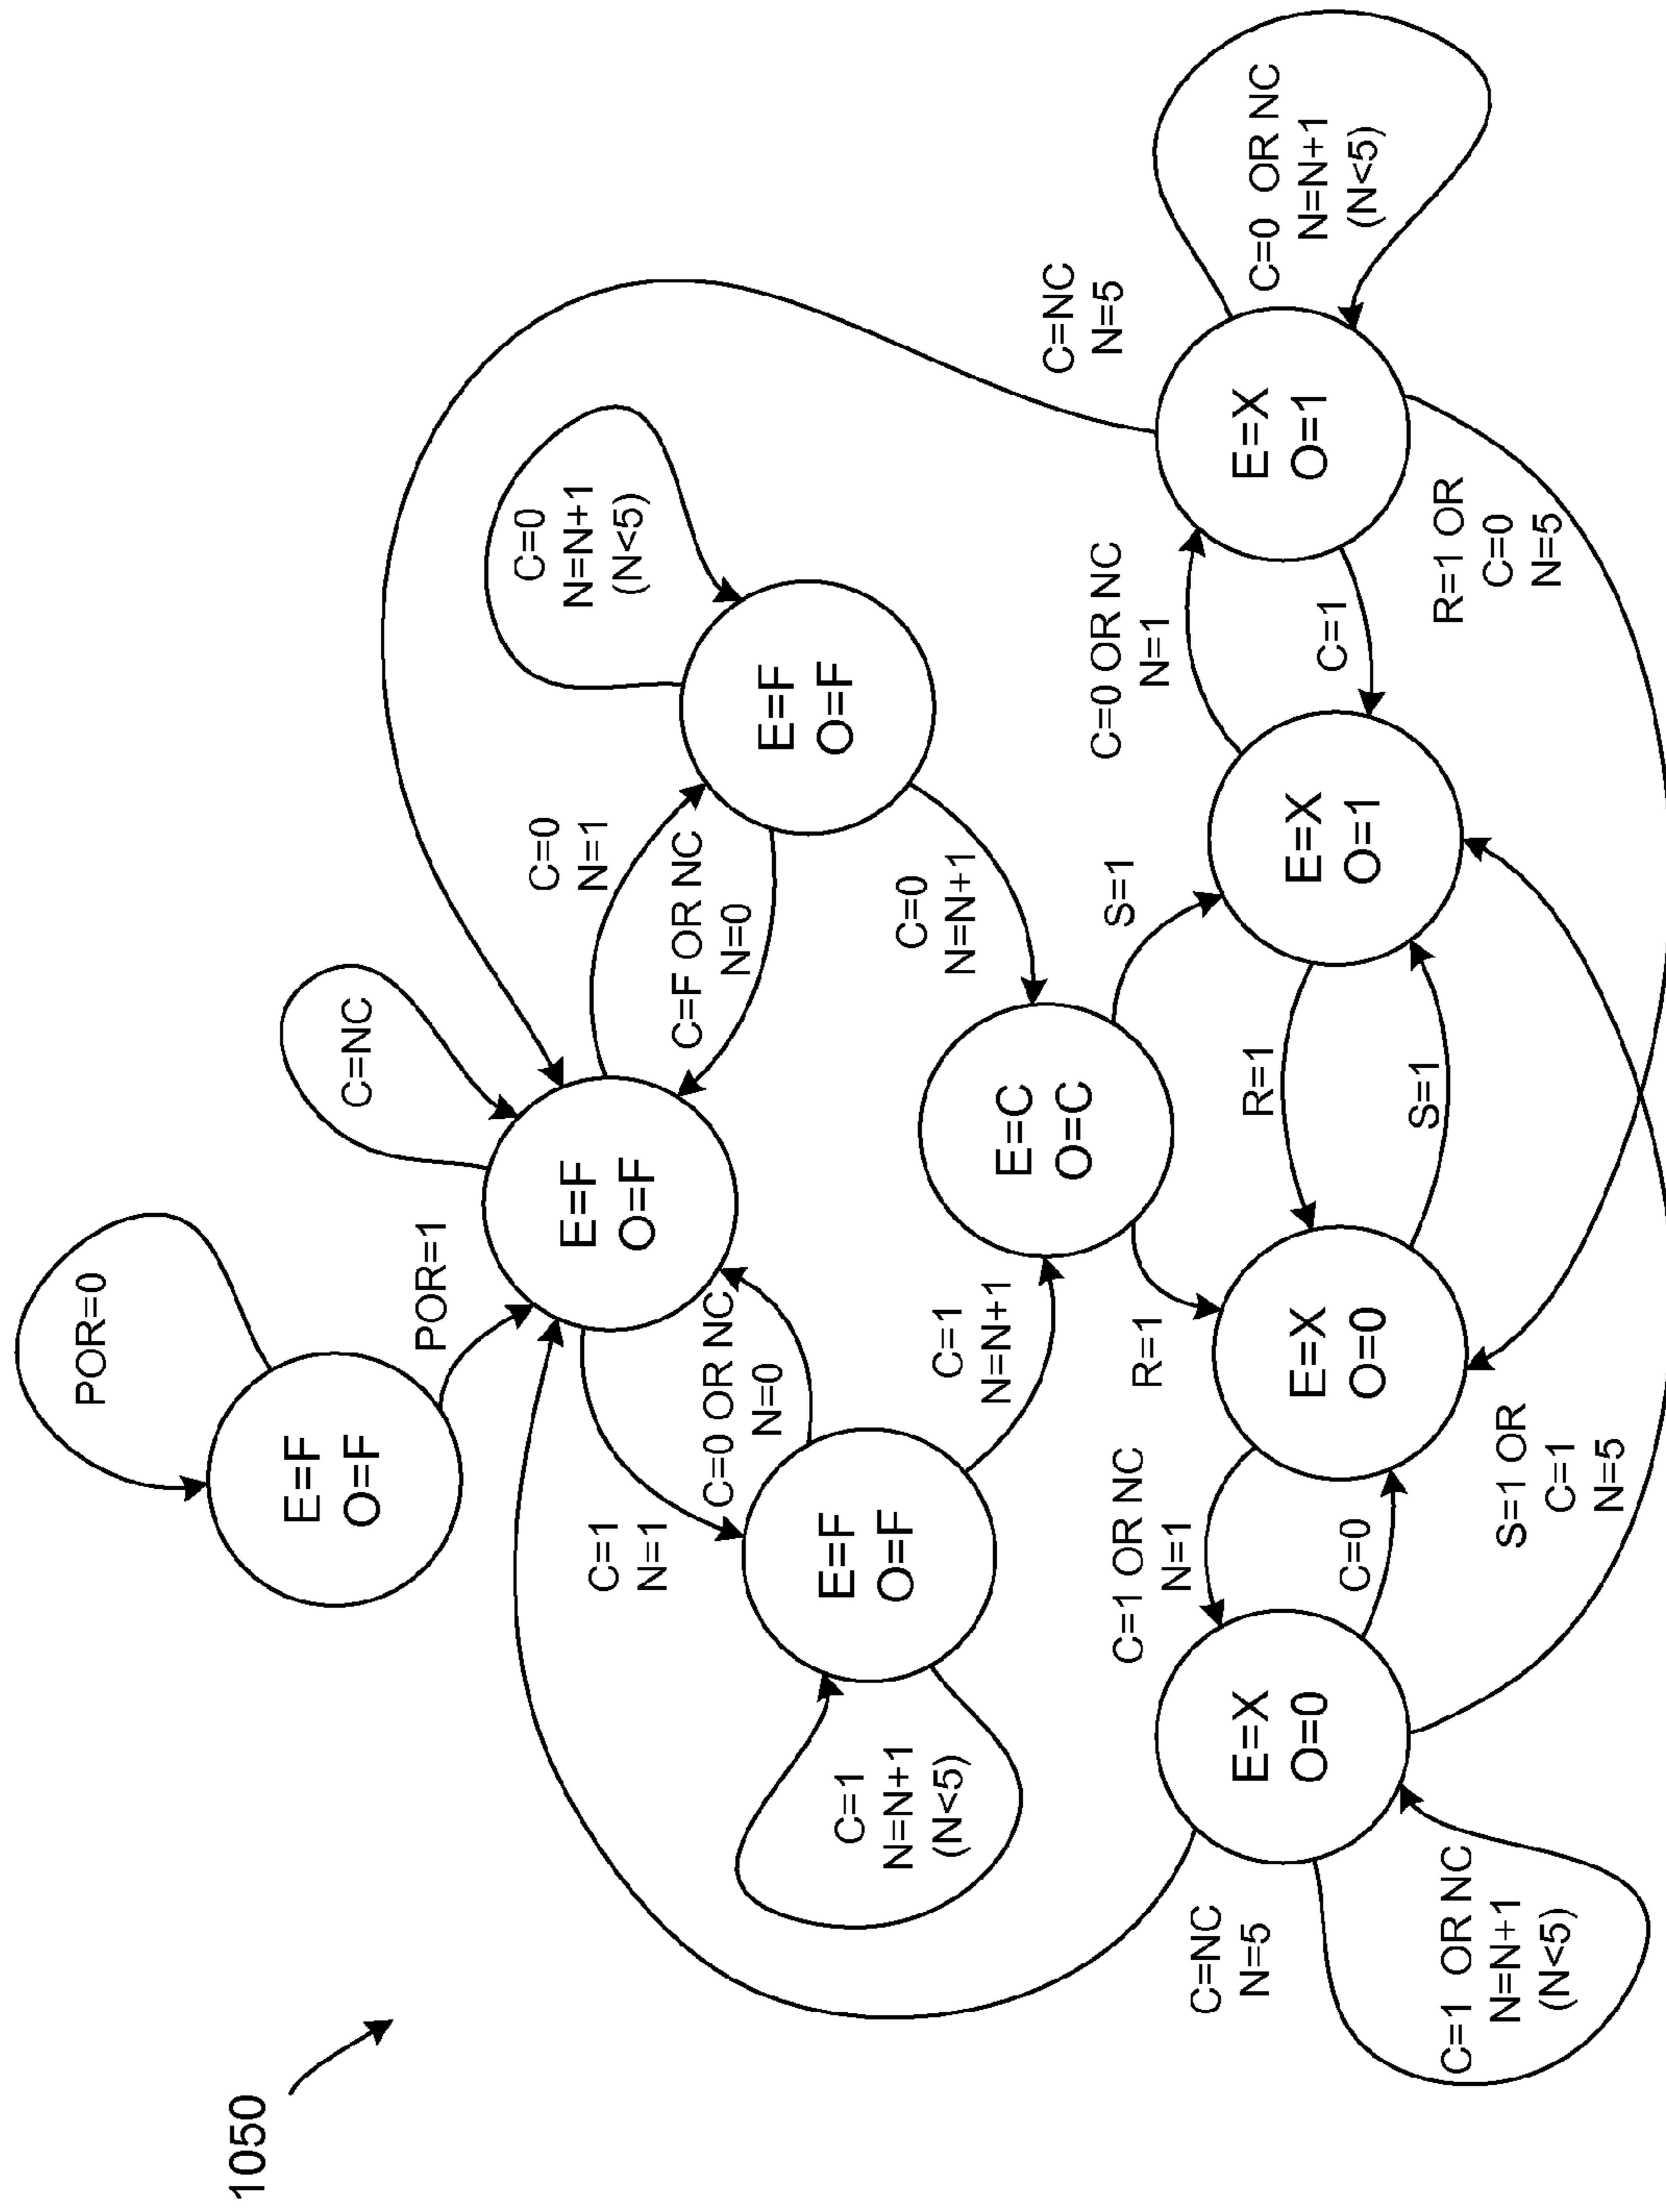 1050
POR=0
E=F
O=F
POR=1
C=NC
E=F
O=F
C=1
N=1
C=0 OR NC
N=0
C=0
N=1
C=F OR NC
N=0
C=0
N=N+1
(N<5)
E=F
O=F
E=F
O=F
C=1
N=N+1
(N<5)
C=1
N=N+1
C=0
N=N+1
E=C
O=C
R=1
S=1
C=NC
N=5
C=NC
N=5
E=X
O=0
C=1 OR NC
N=1
C=0
E=X
O=0
R=1
S=1
E=X
O=1
C=0 OR NC
N=1
C=1
E=X
O=1
C=0 OR NC
N=N+1
(N<5)
C=1 OR NC
N=N+1
(N<5)
S=1 OR
C=1
N=5
R=1 OR
C=0
N=5